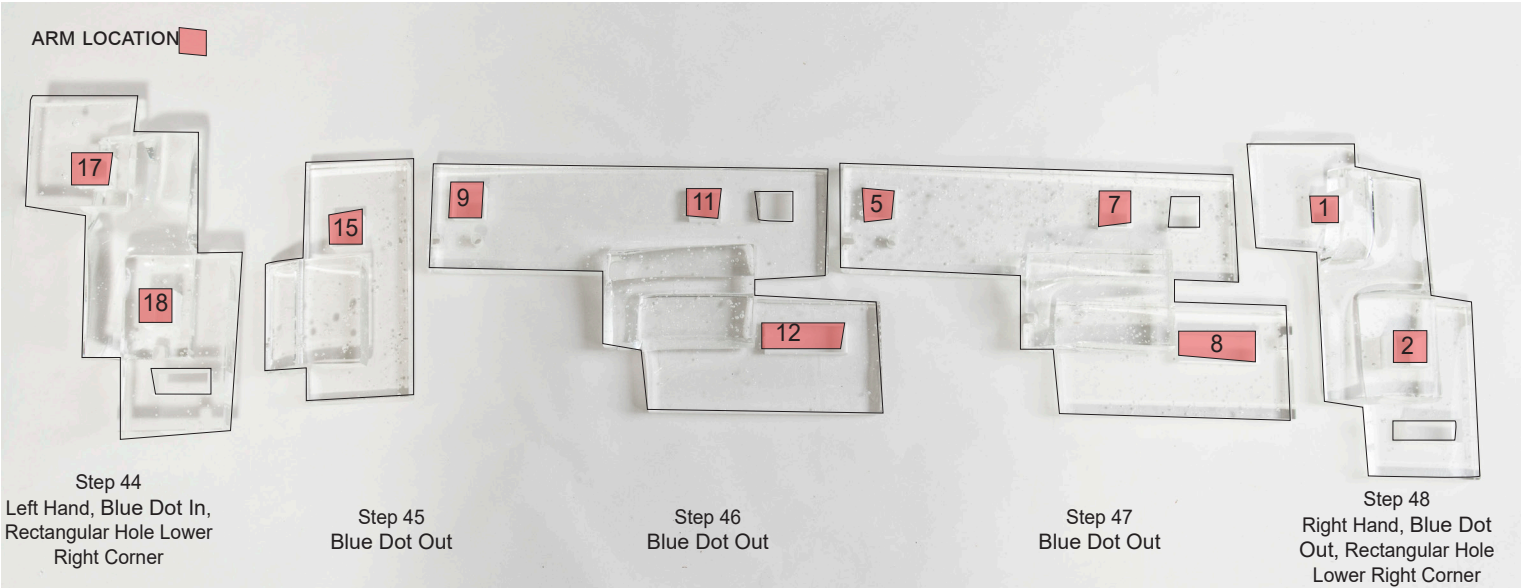 ARM LOCATION
17
18
15
9
11
12
5
7
8
1
2
Step 44
Left Hand, Blue Dot In,
Rectangular Hole Lower
Right Corner
Step 45
Blue Dot Out
Step 46
Blue Dot Out
Step 47
Blue Dot Out
Step 48
Right Hand, Blue Dot
Out, Rectangular Hole
Lower Right Corner